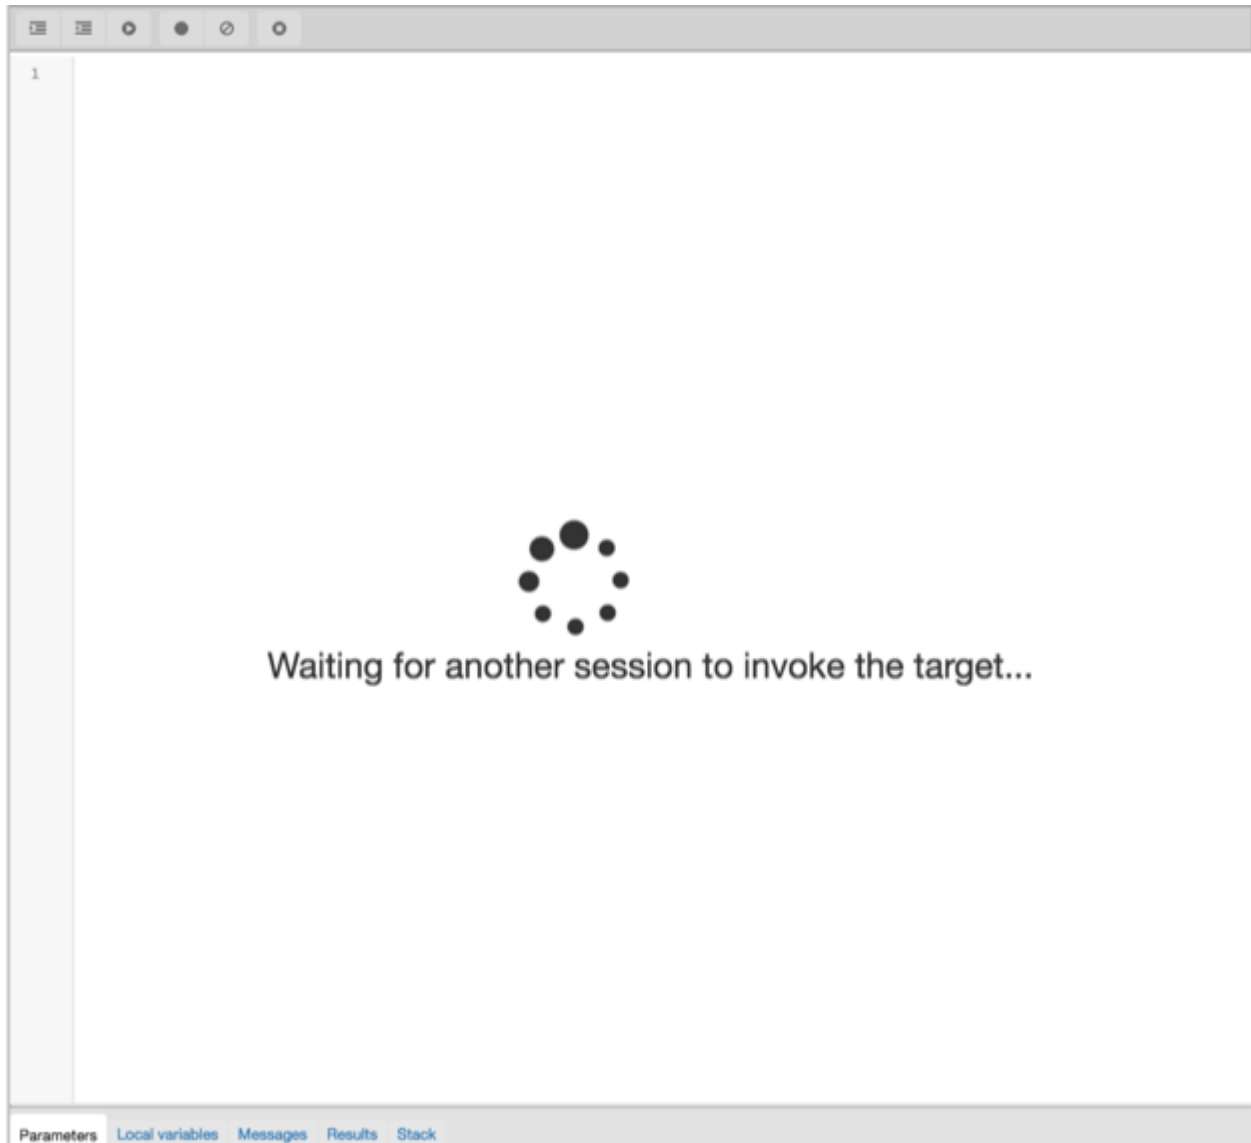 1
Waiting for another session to invoke the target...
Parameters Local variables Messages Results Stack